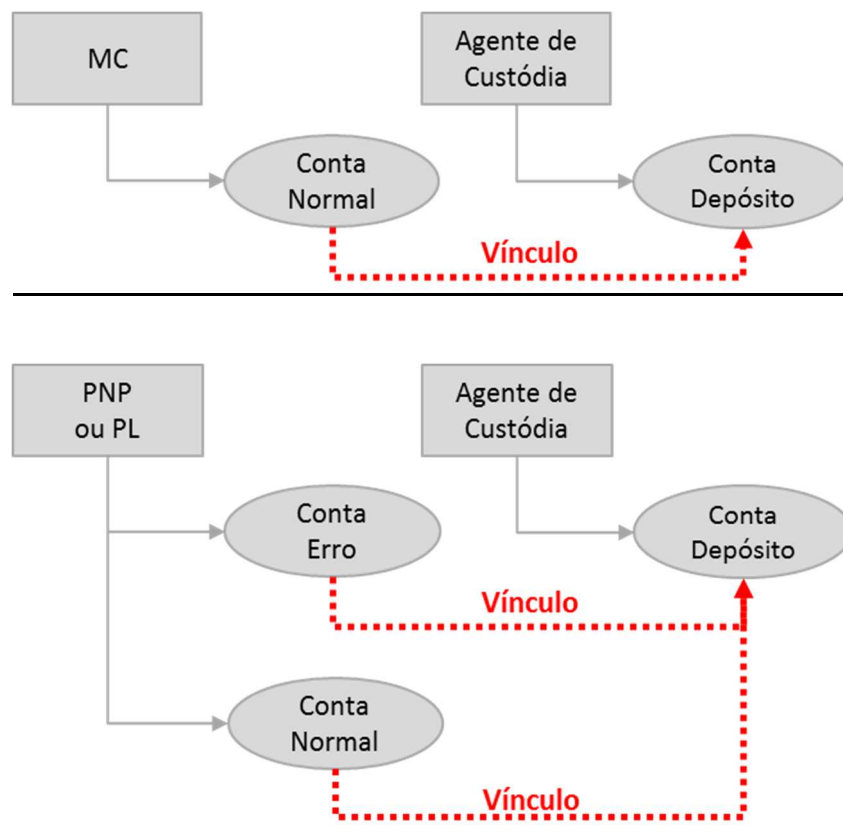 MC
Agente de
Custódia
Conta
Normal
Conta
Depósito
Vínculo
PNP
ou PL
Agente de
Custódia
Conta
Erro
Conta
Depósito
Vínculo
Conta
Normal
Vínculo